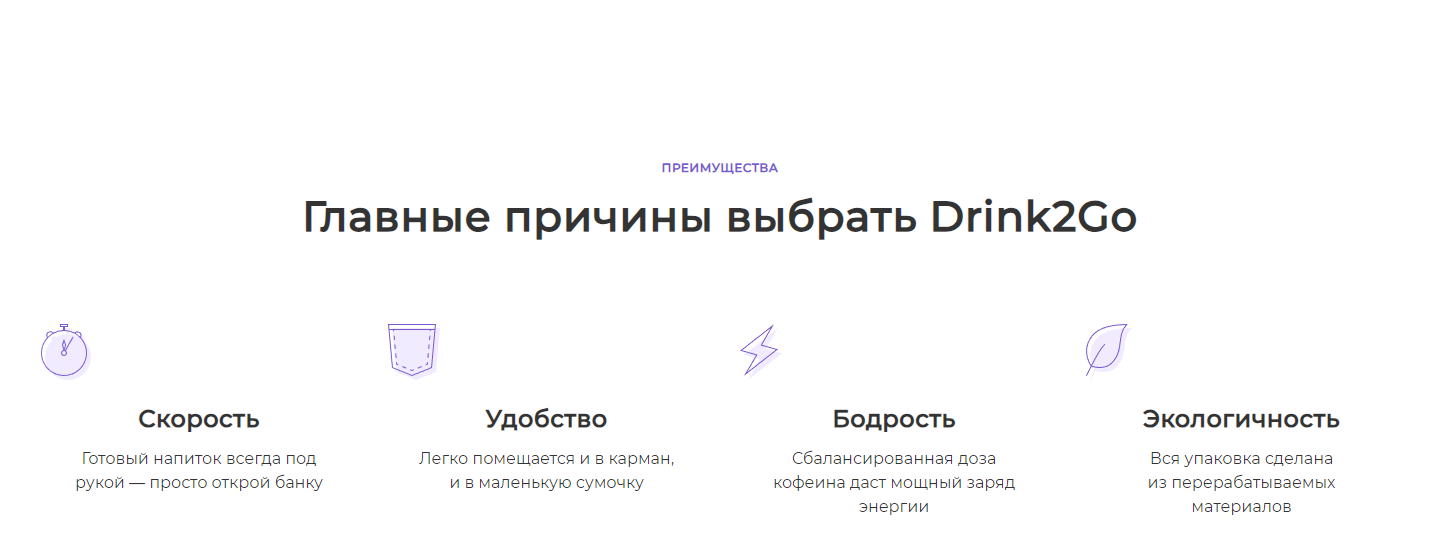 ПРЕИМУЩЕСТВА
Главные причины выбрать Drink2Go
Скорость
Готовый напиток всегда под
рукой — просто открой банку
Удобство
Легко помещается и в карман,
и в маленькую сумочку
Бодрость
Сбалансированная доза
кофеина даст мощный заряд
энергии
Экологичность
Вся упаковка сделана
из перерабатываемых
материалов